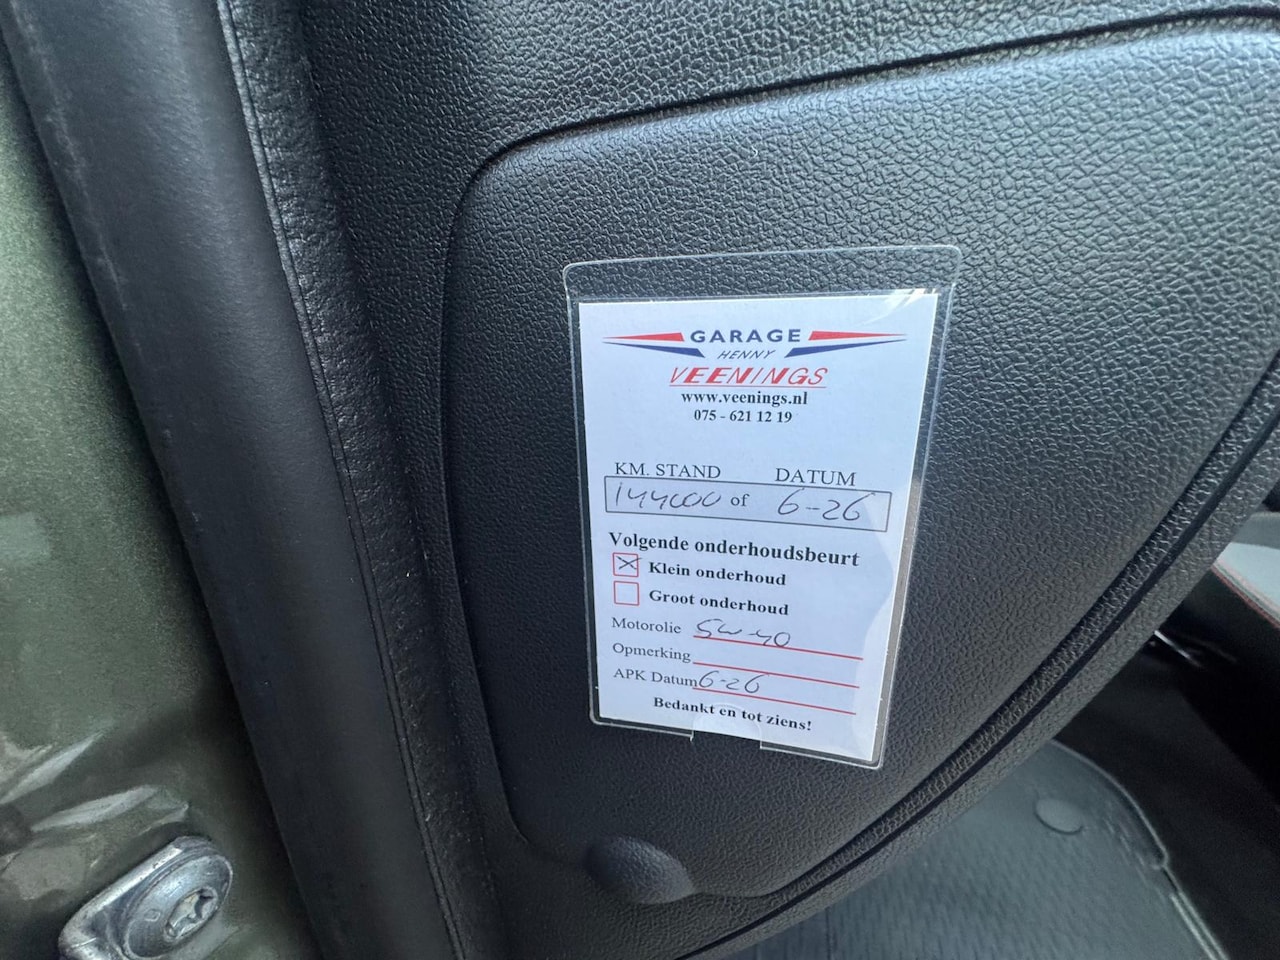 GARAGE
HENNY
VEENINGS
www.veenings.nl
075 - 621 12 19
KM. STAND DATUM
144000 of 6-26
Volgende onderhoudsbeurt
Klein onderhoud
Groot onderhoud
Motorolie 5w-40
Opmerking
APK Datum 6-26
Bedankt en tot ziens!